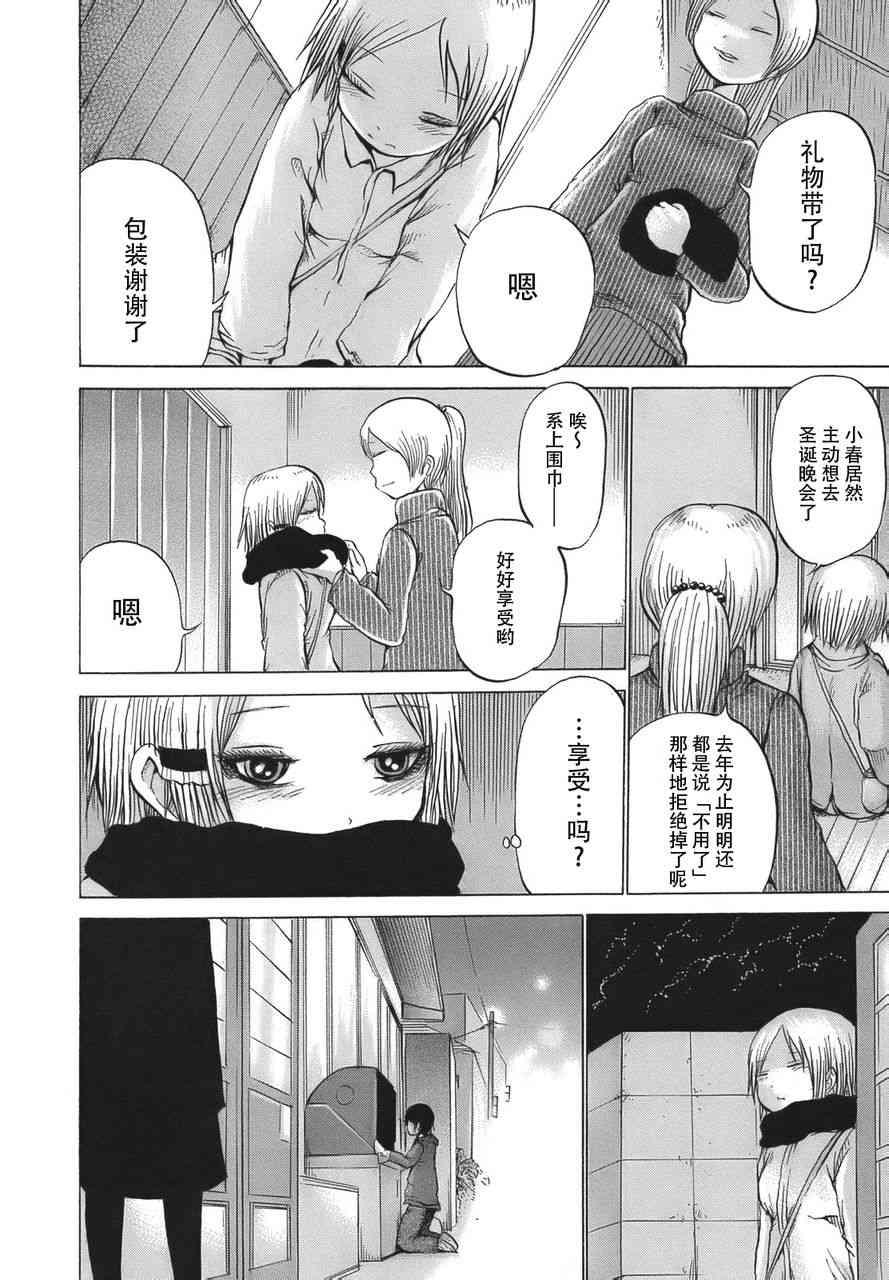 礼物带了吗？
嗯
包装谢谢了
小春居然
主动想去
圣诞晚会了
去年为止明明还
都是说「不用了」
那样地拒绝掉了呢
唉～
系上围巾——
好好享受哟
嗯
…享受…吗？